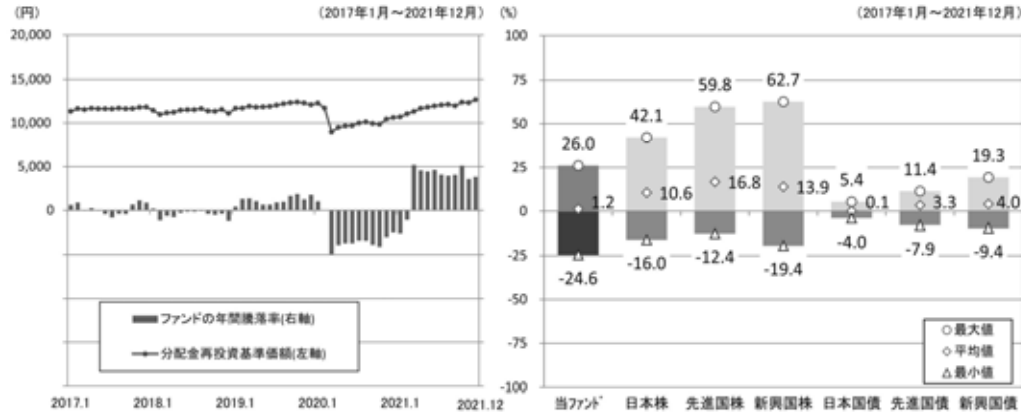 (円)
(2017年1月～2021年12月)
20,000
15,000
10,000
5,000
0
ファンドの年間騰落率(右軸)
分配金再投資基準価額(左軸)
2017.1
2018.1
2019.1
2020.1
2021.1
2021.12
(%)
(2017年1月～2021年12月)
100
75
50
25
0
-25
-50
-75
-100
26.0
1.2
-24.6
42.1
10.6
-16.0
59.8
16.8
-12.4
62.7
13.9
-19.4
5.4
0.1
-4.0
11.4
3.3
-7.9
19.3
4.0
-9.4
最大値
平均値
最小値
当ファンド
日本株
先進国株
新興国株
日本国債
先進国債
新興国債